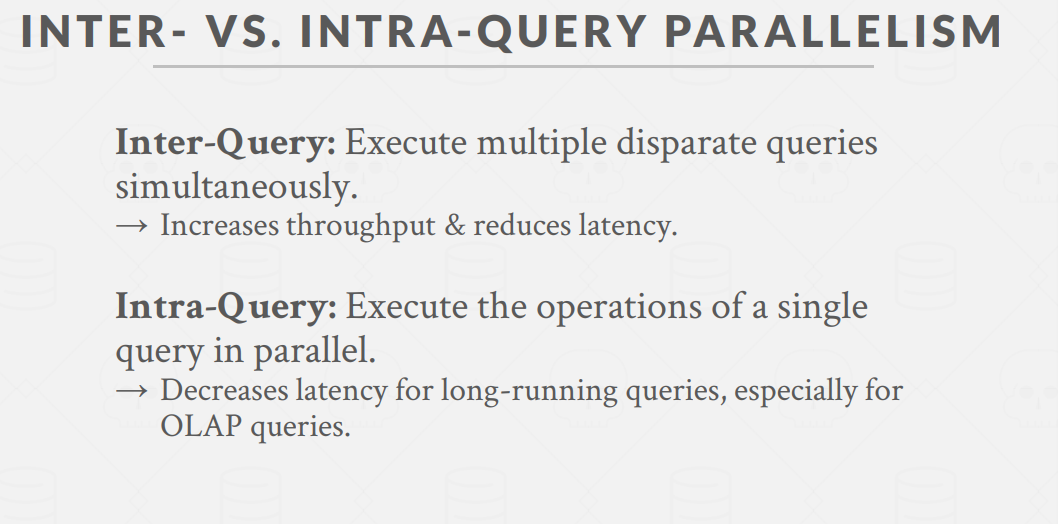 INTER- VS. INTRA-QUERY PARALLELISM
Inter-Query: Execute multiple disparate queries
simultaneously.
→ Increases throughput & reduces latency.
Intra-Query: Execute the operations of a single
query in parallel.
→ Decreases latency for long-running queries, especially for
OLAP queries.